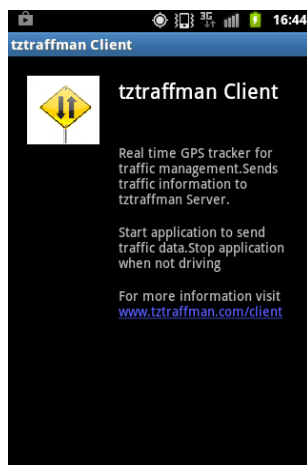 3G 16:44
tztraffman Client
tztraffman Client
Real time GPS tracker for
traffic management.Sends
traffic information to
tztraffman Server.
Start application to send
traffic data.Stop application
when not driving
For more information visit
www.tztraffman.com/client